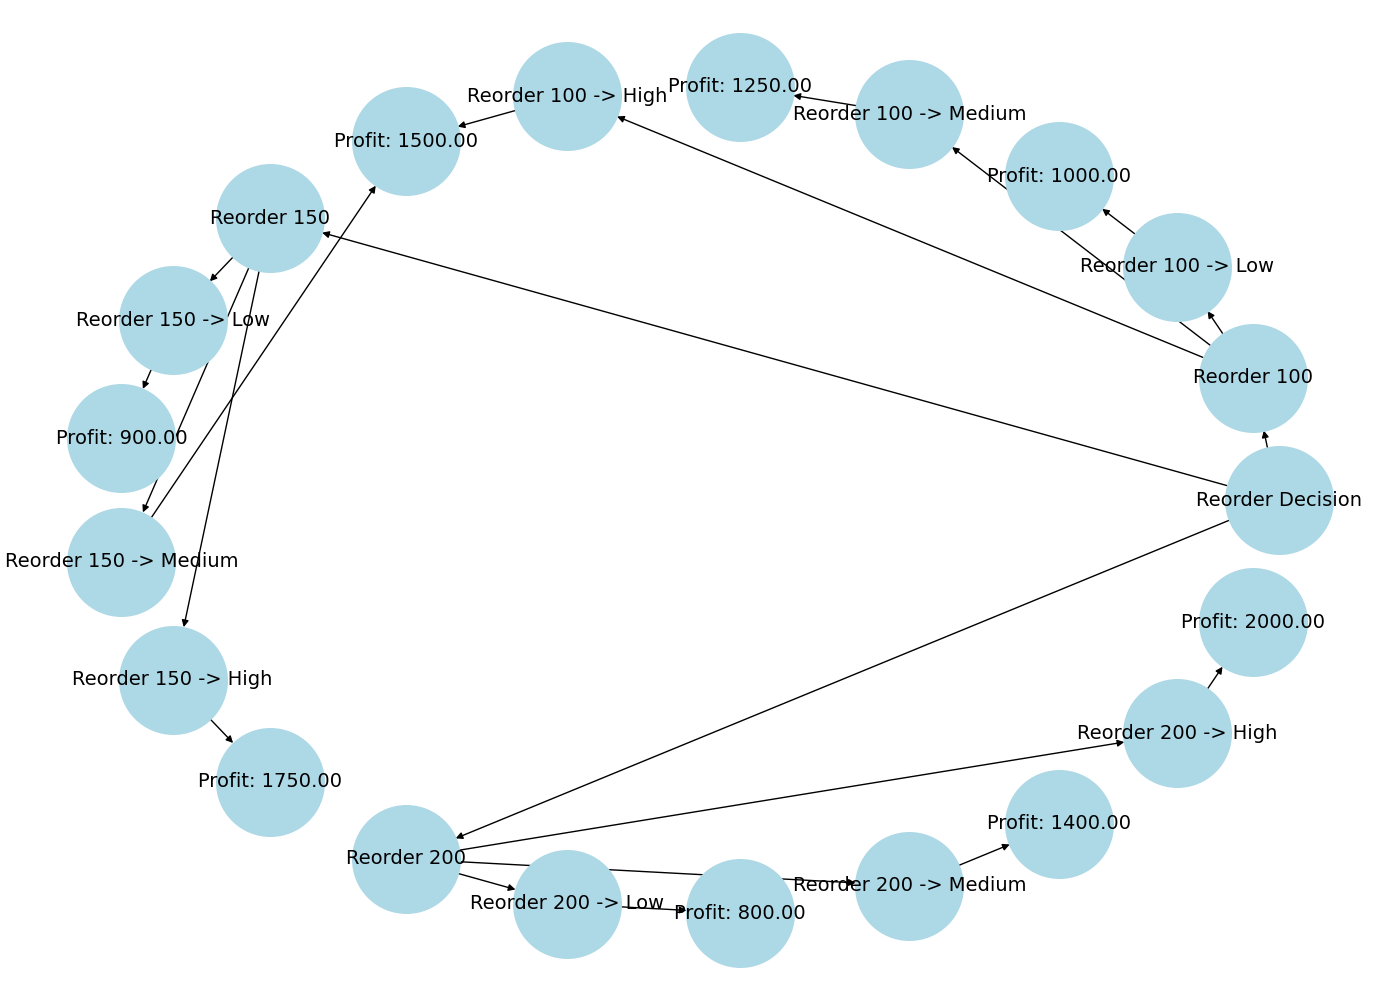 Profit: 1250.00
Reorder 100 -> High
Reorder 100 -> Medium
Profit: 1500.00
Profit: 1000.00
Reorder 150
Reorder 100 -> Low
Reorder 150 -> Low
Reorder 100
Profit: 900.00
Reorder Decision
Reorder 150 -> Medium
Profit: 2000.00
Reorder 150 -> High
Reorder 200 -> High
Profit: 1750.00
Profit: 1400.00
Reorder 200
Reorder 200 -> Medium
Reorder 200 -> Low
Profit: 800.00